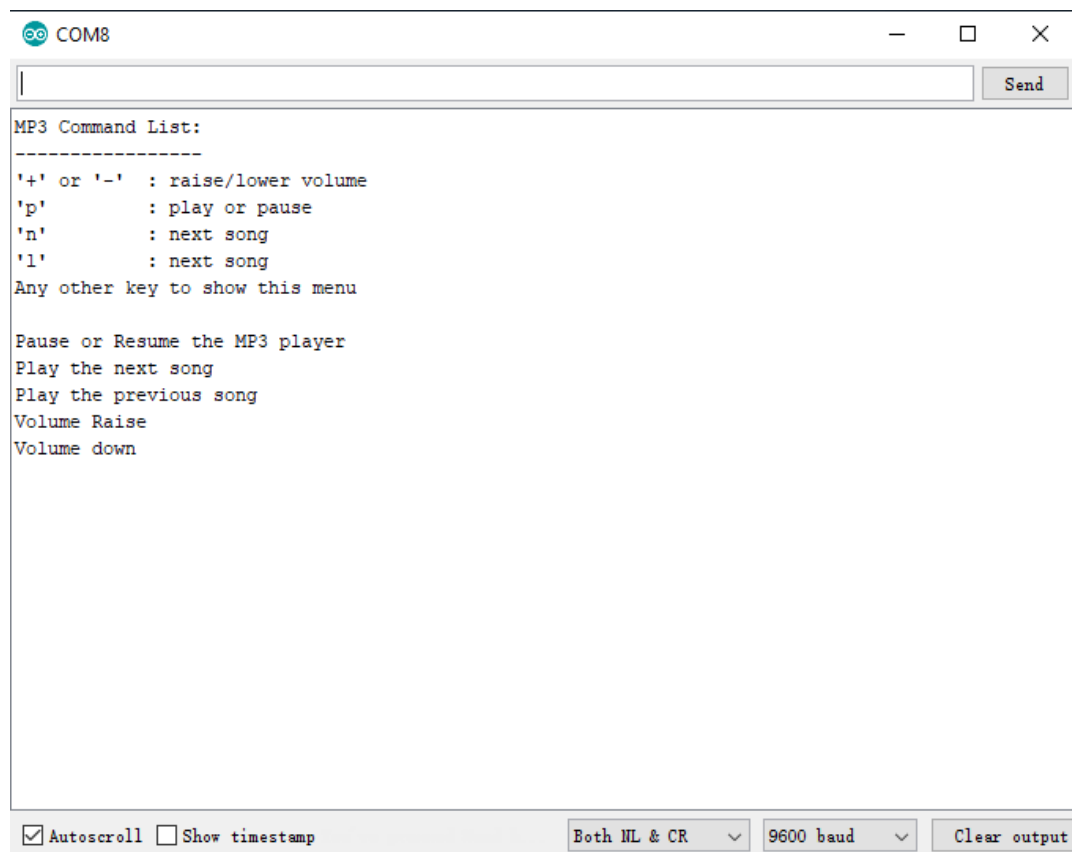 COM8
Send
MP3 Command List:
-----------------
'+' or '-'  : raise/lower volume
'p'         : play or pause
'n'         : next song
'l'         : next song
Any other key to show this menu
Pause or Resume the MP3 player
Play the next song
Play the previous song
Volume Raise
Volume down
Autoscroll Show timestamp Both NL & CR 9600 baud Clear output